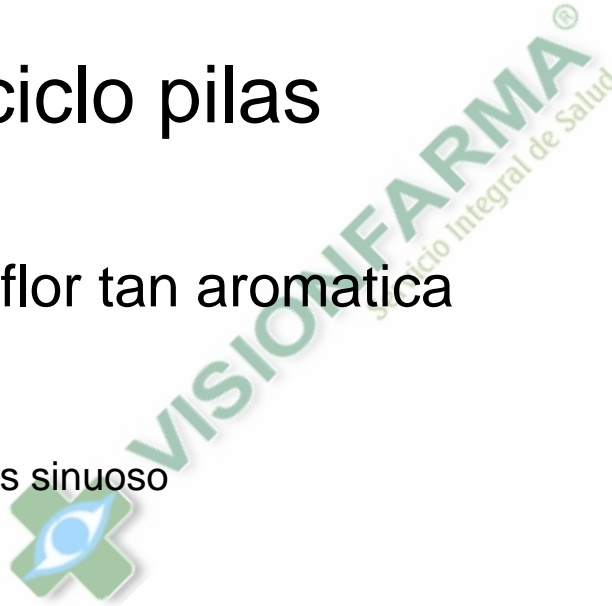 ciclo pilas
flor tan aromatica
s sinuoso
VISIONFARMA®
Servicio Integral de Salud